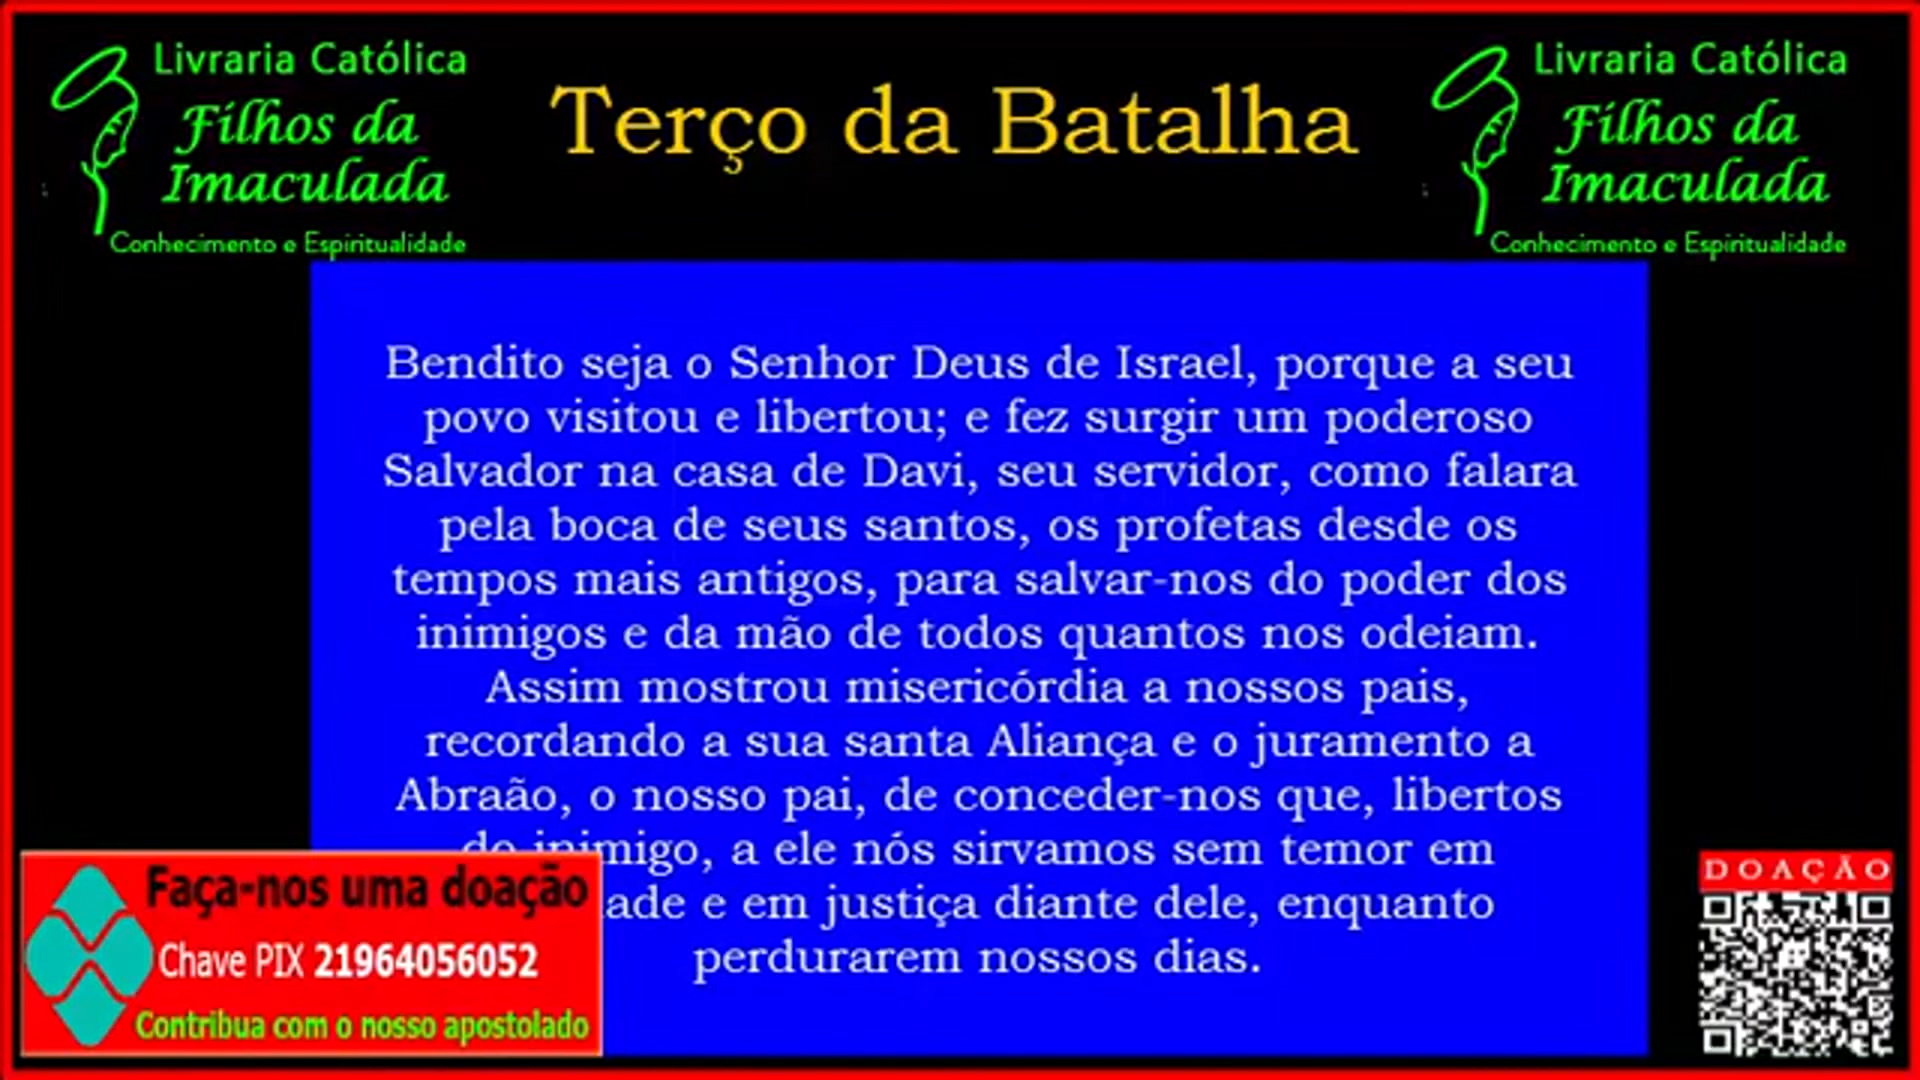 Livraria Católica
Filhos da
Imaculada
Conhecimento e Espiritualidade
Terço da Batalha
Livraria Católica
Filhos da
Imaculada
Conhecimento e Espiritualidade
Bendito seja o Senhor Deus de Israel, porque a seu
povo visitou e libertou; e fez surgir um poderoso
Salvador na casa de Davi, seu servidor, como falara
pela boca de seus santos, os profetas desde os
tempos mais antigos, para salvar-nos do poder dos
inimigos e da mão de todos quantos nos odeiam.
Assim mostrou misericórdia a nossos pais,
recordando a sua santa Aliança e o juramento a
Abraão, o nosso pai, de conceder-nos que, libertos
do inimigo, a ele nós sirvamos sem temor em
e em justiça diante dele, enquanto
perdurarem nossos dias.
Faça-nos uma doação
Chave PIX 21964056052
Contribua com o nosso apostolado
DOAÇÃO